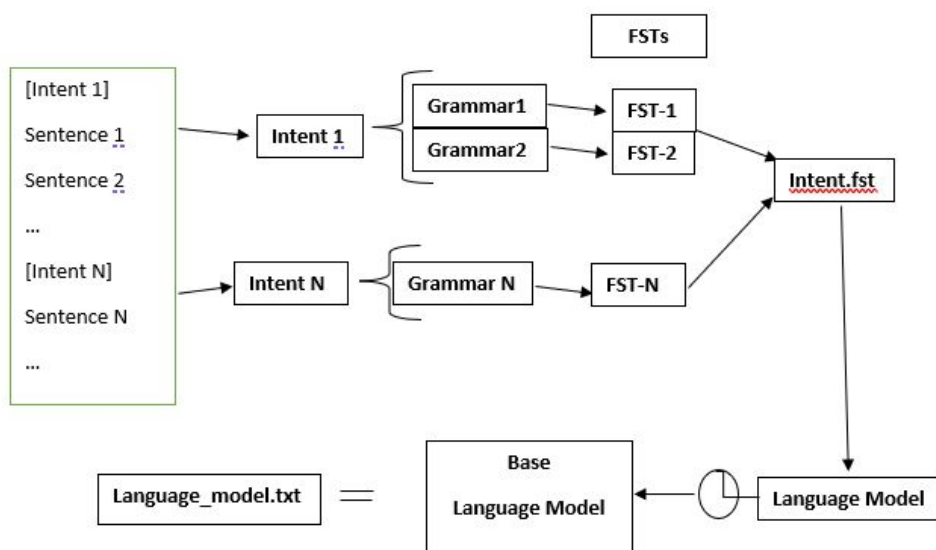 FSTs
[Intent 1]
Sentence 1
Sentence 2
...
[Intent N]
Sentence N
...
Intent 1
Grammar1
Grammar2
FST-1
FST-2
Intent.fst
Intent N
Grammar N
FST-N
Language_model.txt
Base
Language Model
Language Model